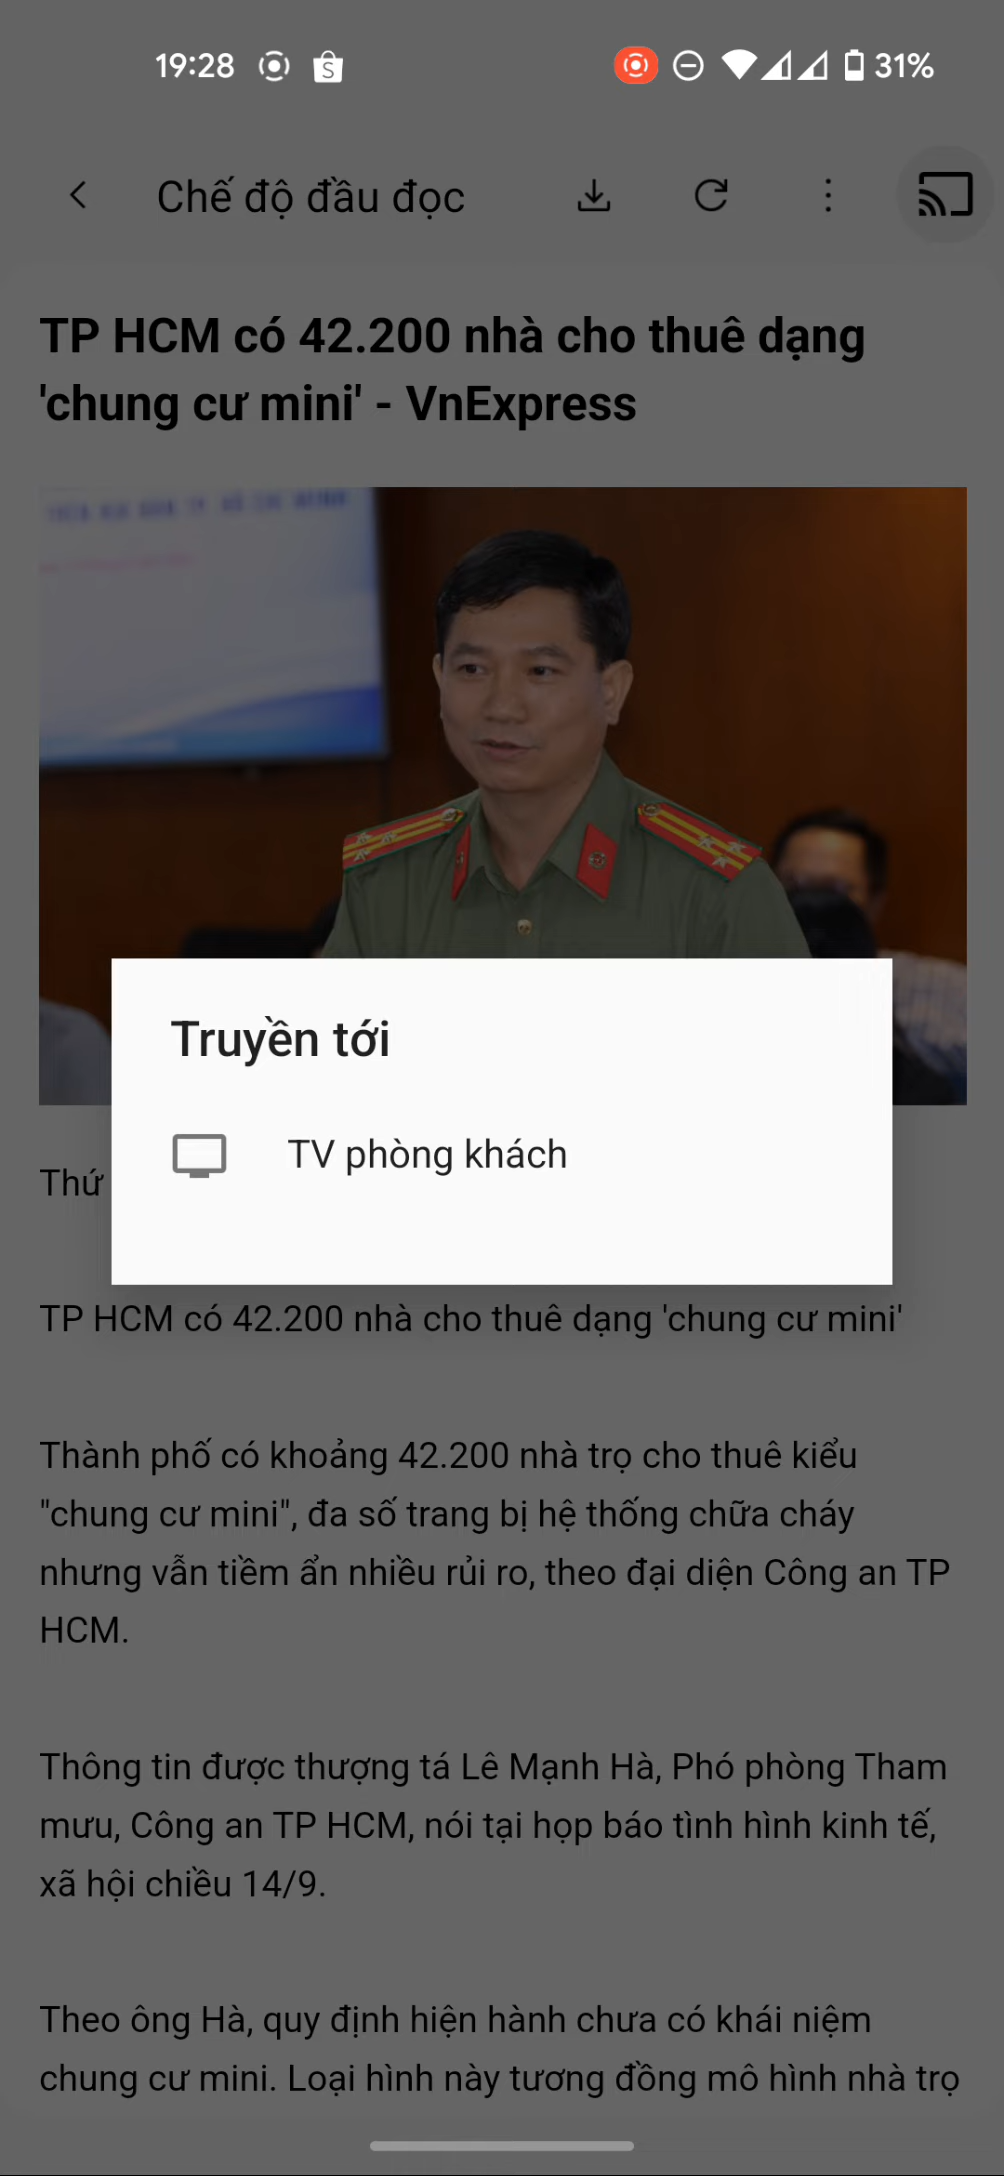 19:28
31%
Chế độ đầu đọc
TP HCM có 42.200 nhà cho thuê dạng
'chung cư mini' - VnExpress
Truyền tới
TV phòng khách
Thứ
TP HCM có 42.200 nhà cho thuê dạng 'chung cư mini'
Thành phố có khoảng 42.200 nhà trọ cho thuê kiểu
"chung cư mini", đa số trang bị hệ thống chữa cháy
nhưng vẫn tiềm ẩn nhiều rủi ro, theo đại diện Công an TP
HCM.
Thông tin được thượng tá Lê Mạnh Hà, Phó phòng Tham
mưu, Công an TP HCM, nói tại họp báo tình hình kinh tế,
xã hội chiều 14/9.
Theo ông Hà, quy định hiện hành chưa có khái niệm
chung cư mini. Loại hình này tương đồng mô hình nhà trọ